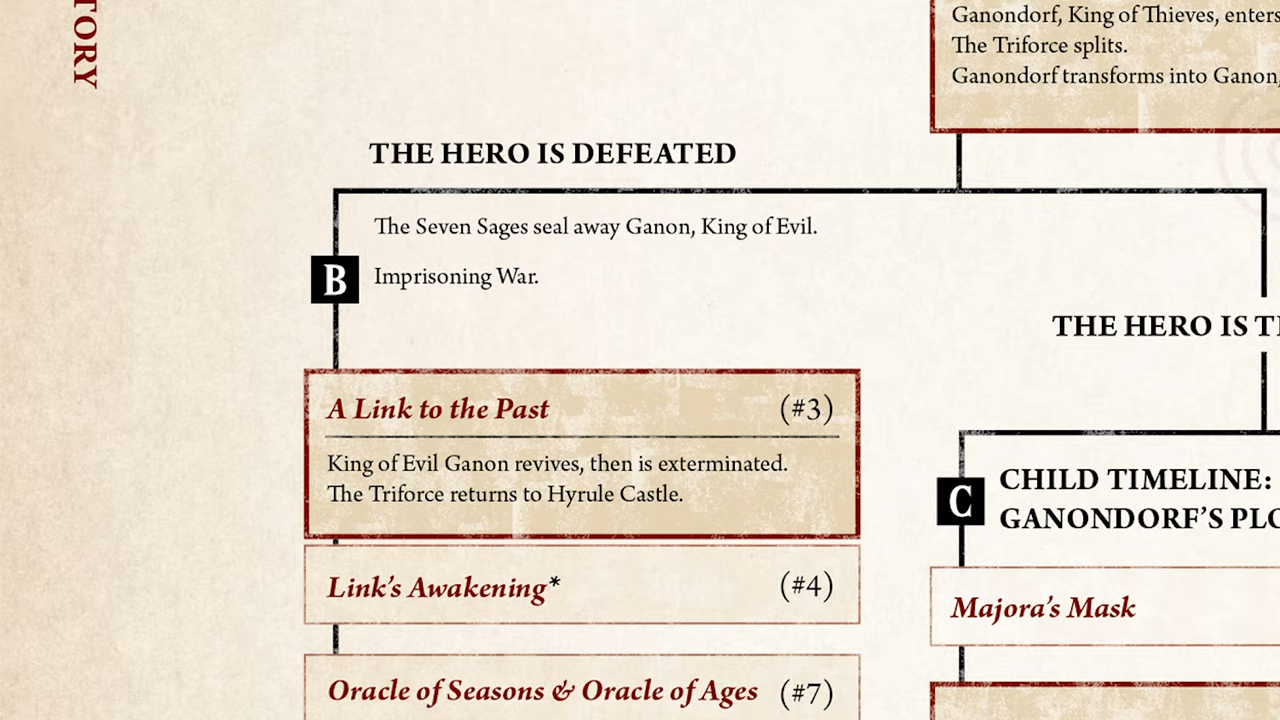 TORY
Ganondorf, King of Thieves, enters
The Triforce splits.
Ganondorf transforms into Ganon,
THE HERO IS DEFEATED
The Seven Sages seal away Ganon, King of Evil.
B
Imprisoning War.
THE HERO IS T
A Link to the Past (#3)
King of Evil Ganon revives, then is exterminated.
The Triforce returns to Hyrule Castle.
C
CHILD TIMELINE:
GANONDORF'S PLO
Link's Awakening* (#4)
Majora's Mask
Oracle of Seasons & Oracle of Ages (#7)